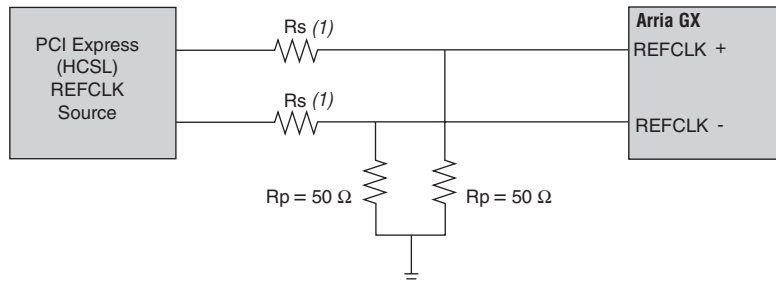 PCI Express
(HCSL)
REFCLK
Source
Rs (1)
Rs (1)
Arria GX
REFCLK +
REFCLK -
Rp = 50 Ω
Rp = 50 Ω